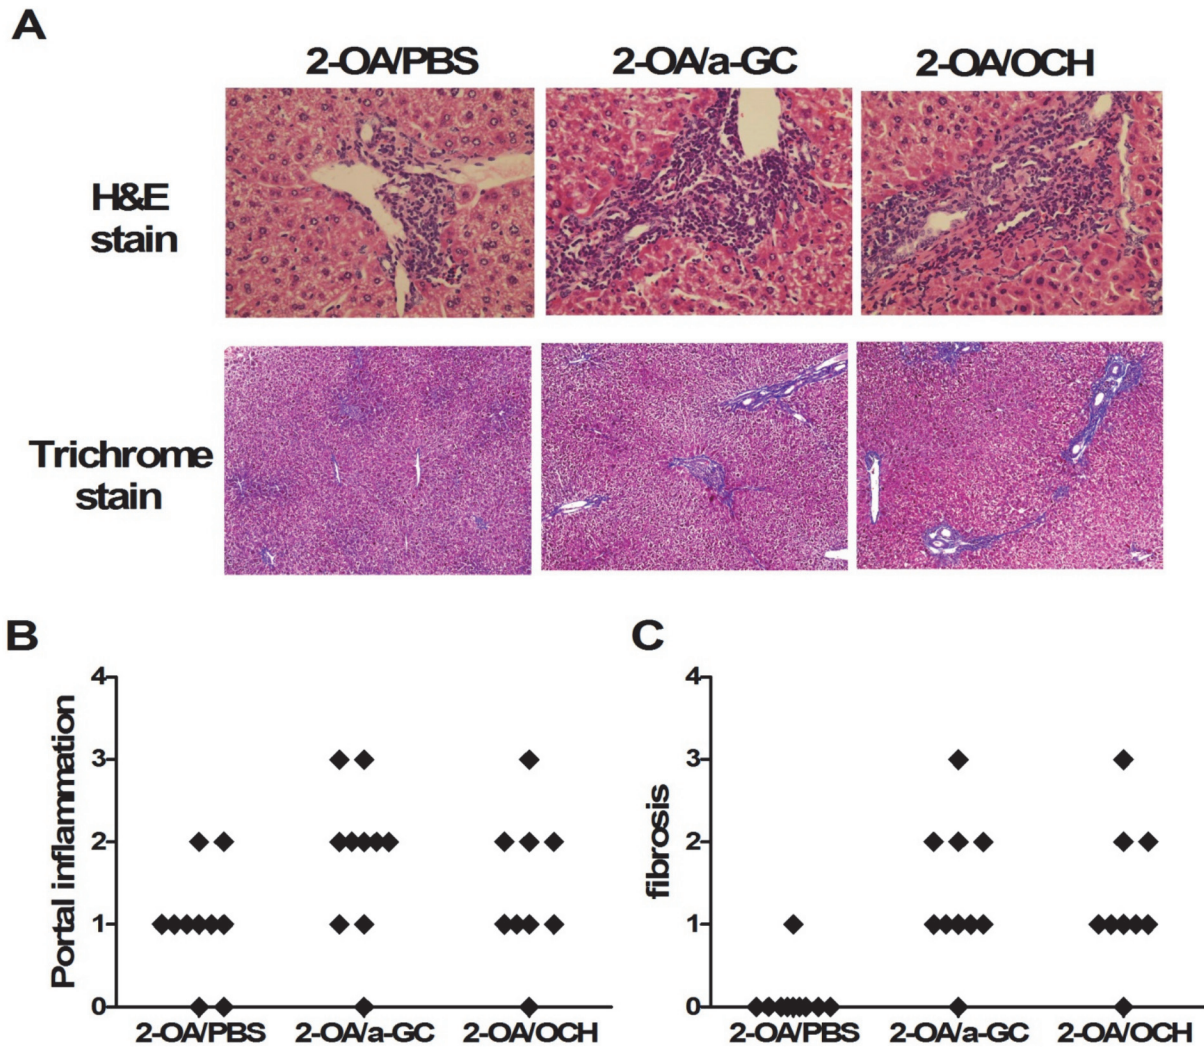 A
2-OA/PBS
2-OA/a-GC
2-OA/OCH
H&E
stain
Trichrome
stain
B
Portal inflammation
4
3
2
1
0
2-OA/PBS
2-OA/a-GC
2-OA/OCH
C
fibrosis
4
3
2
1
0
2-OA/PBS
2-OA/a-GC
2-OA/OCH